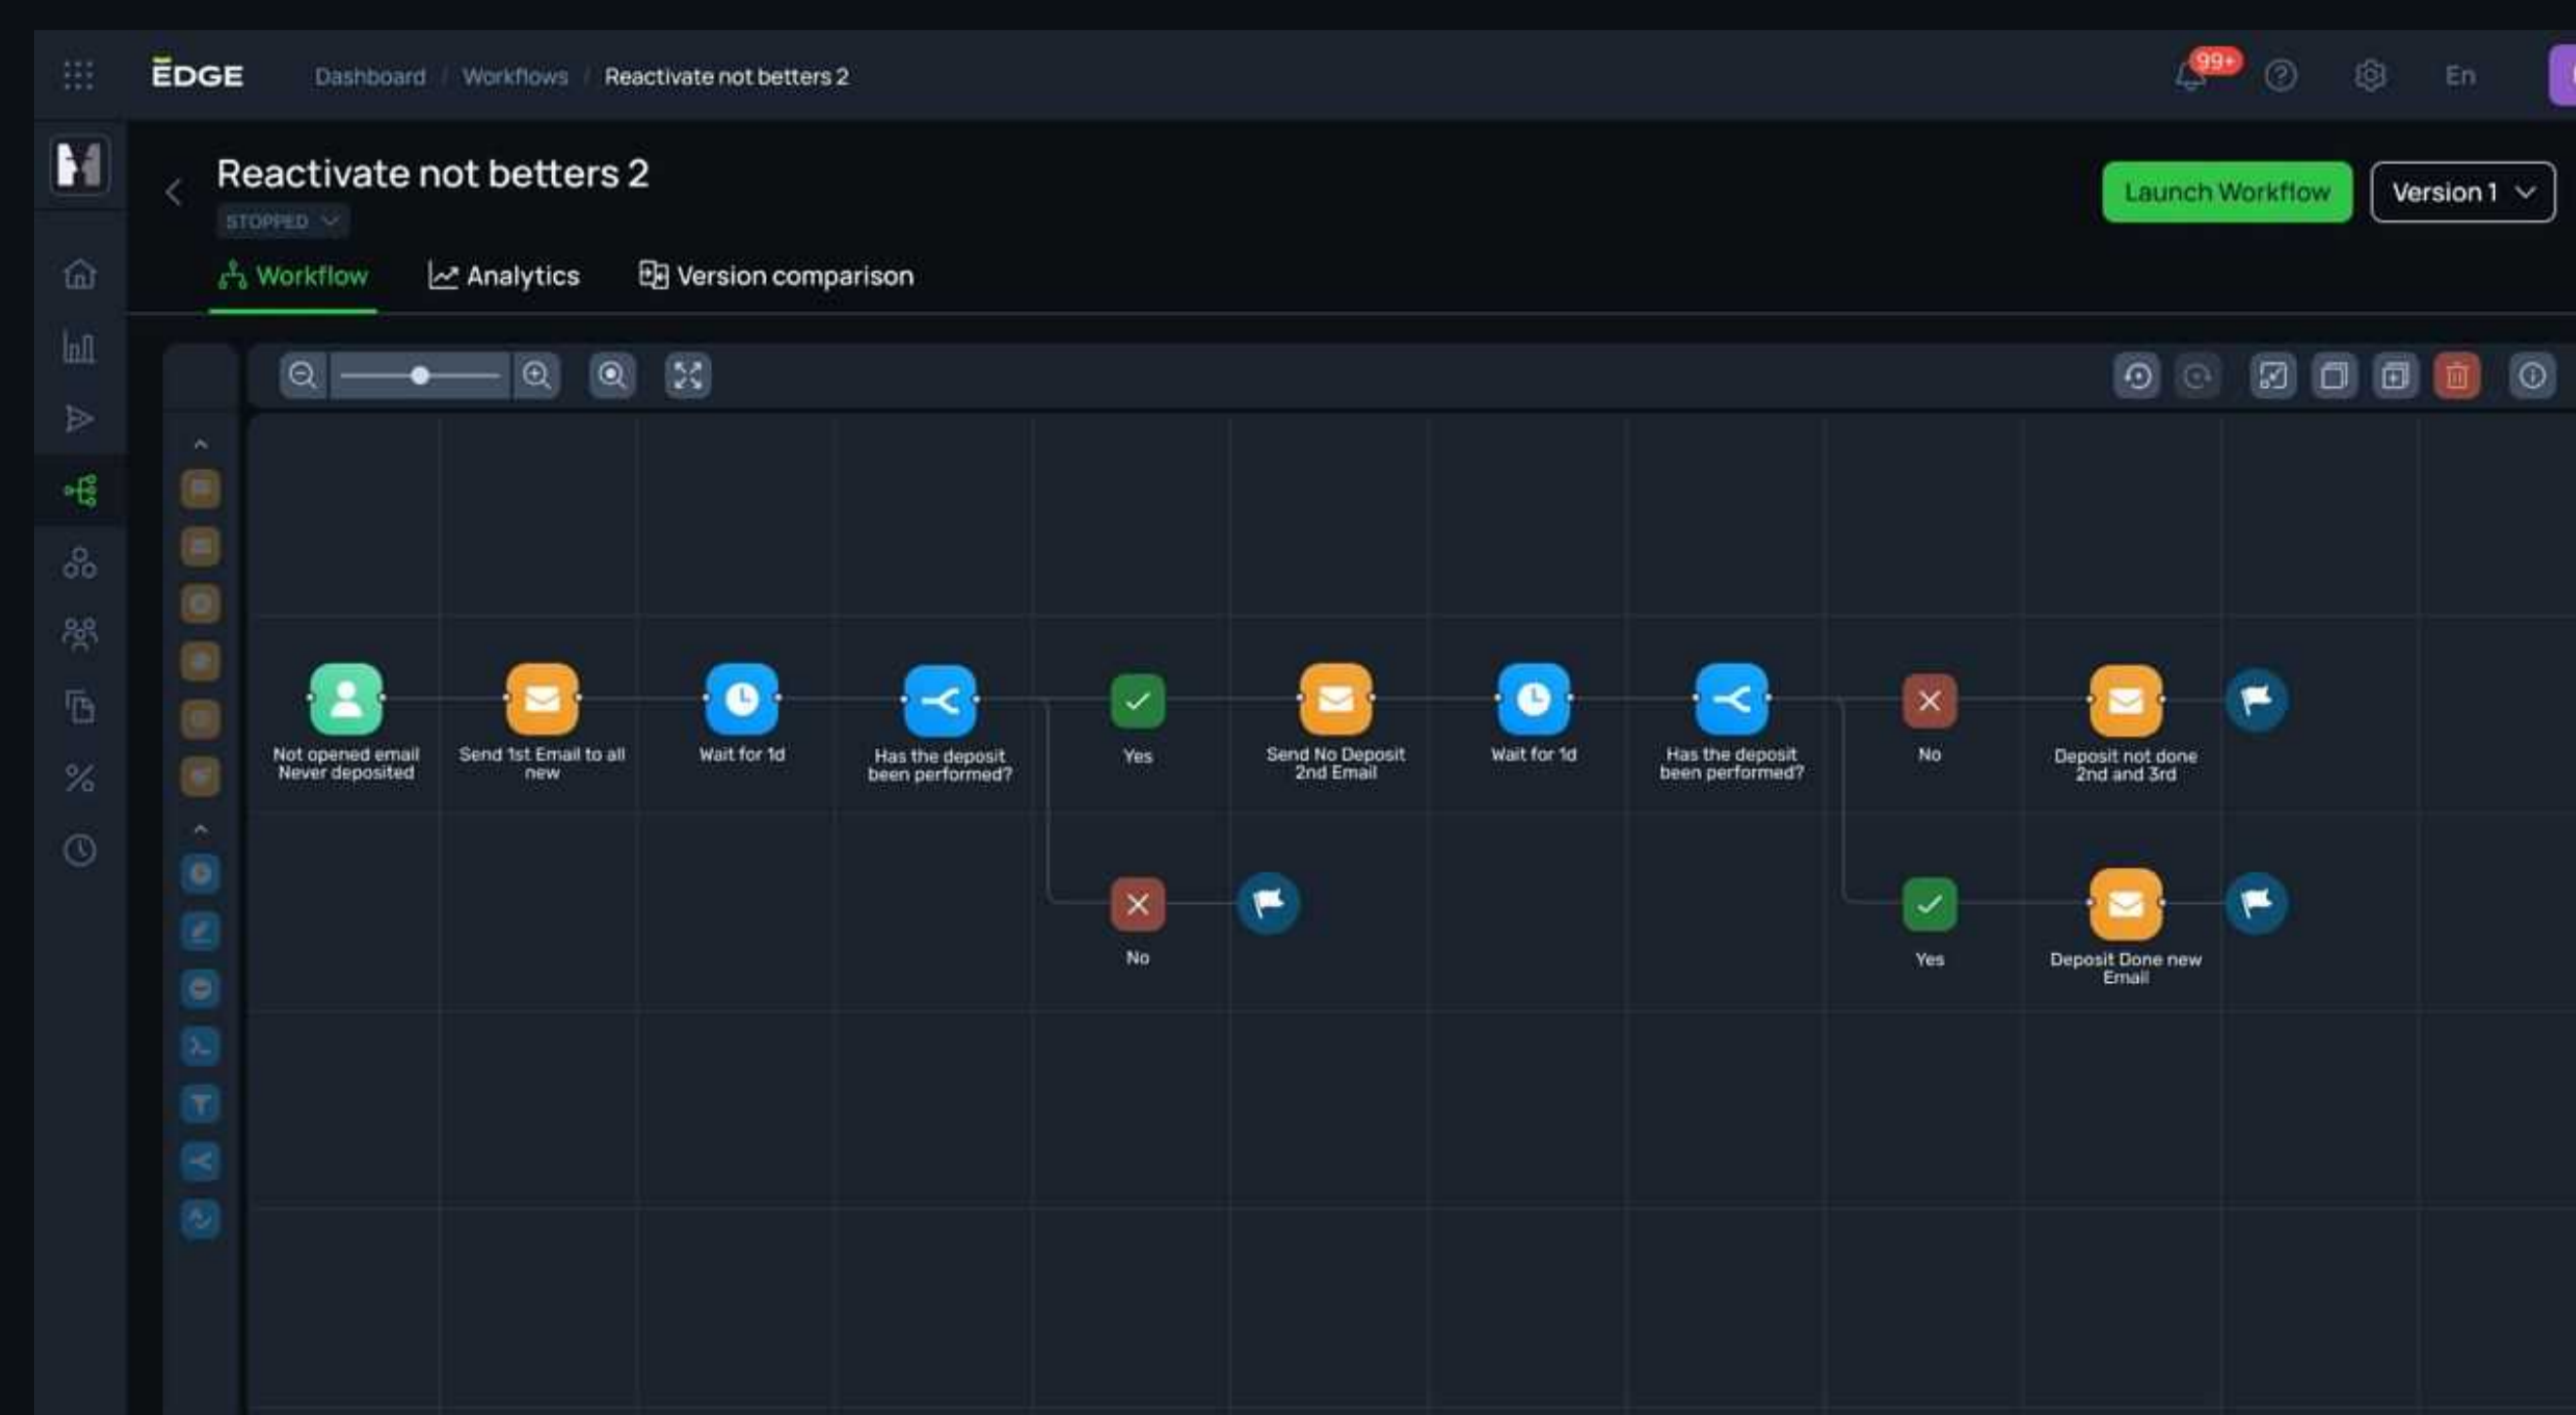 EDGE
Dashboard / Workflows / Reactivate not betters 2
99+
En
Reactivate not betters 2
STOPPED
Launch Workflow
Version 1
Workflow
Analytics
Version comparison
Not opened email
Never deposited
Send 1st Email to all
new
Wait for 1d
Has the deposit
been performed?
Yes
Send No Deposit
2nd Email
Wait for 1d
Has the deposit
been performed?
No
Deposit not done
2nd and 3rd
No
Yes
Deposit Done new
Email